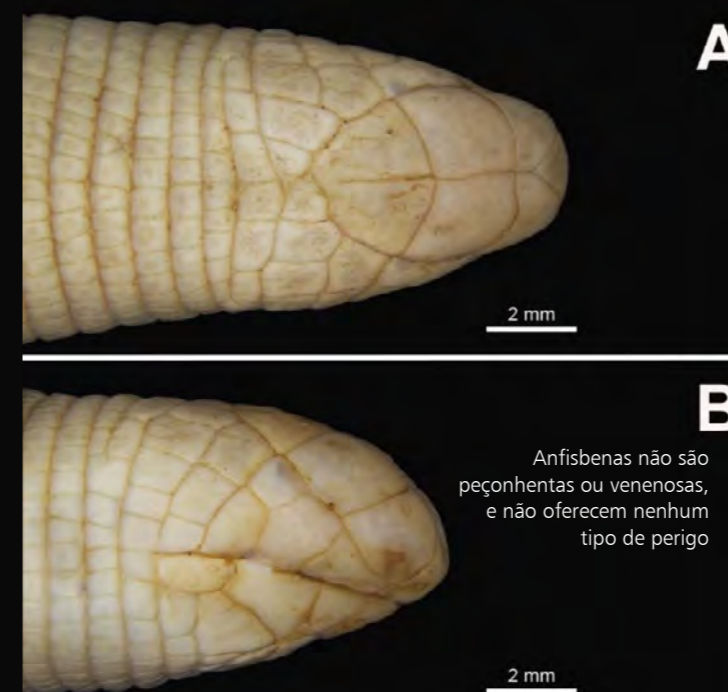 A
2 mm
B
Anfisbenas não são
peçonhentas ou venenosas,
e não oferecem nenhum
tipo de perigo
2 mm